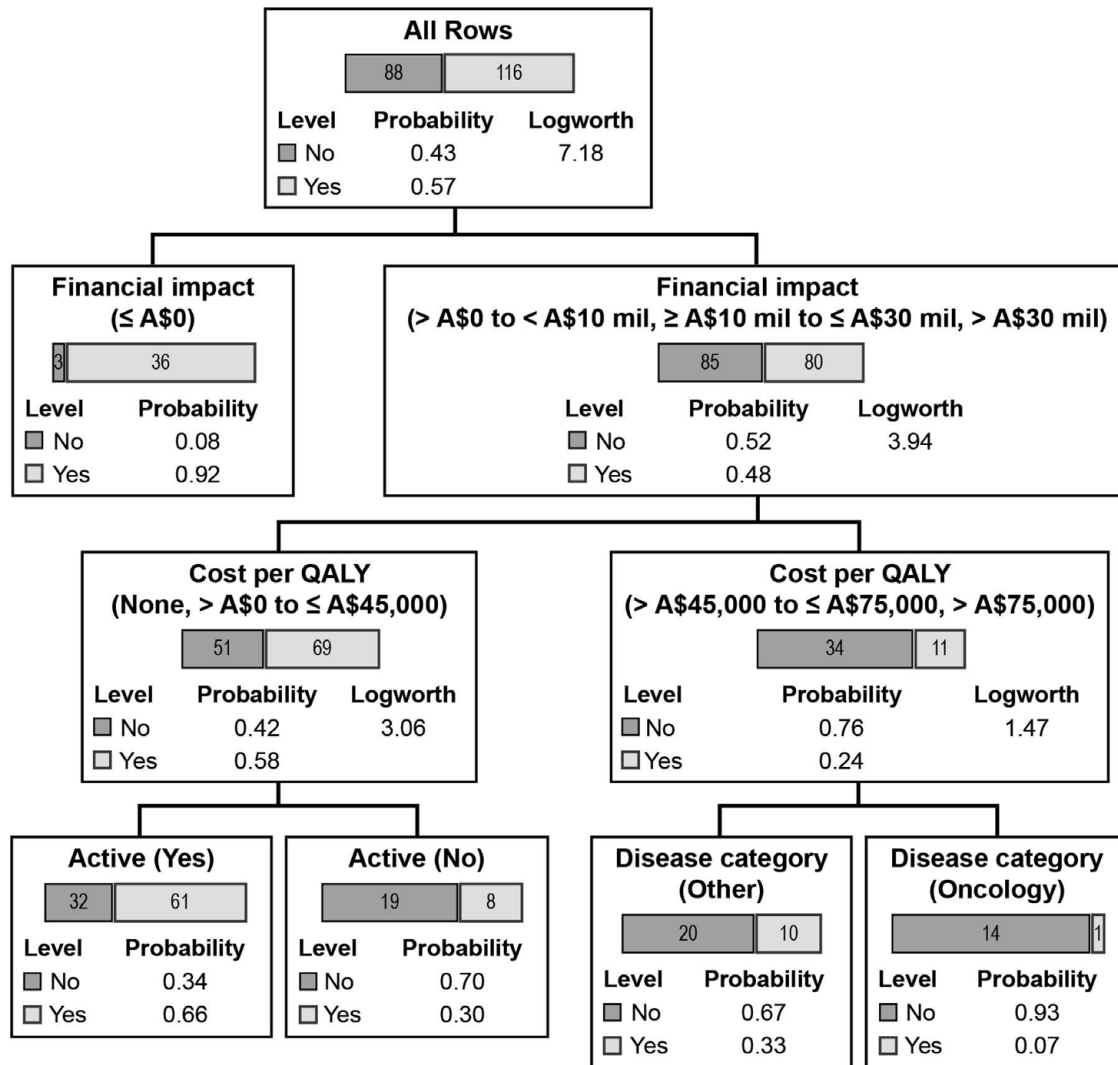 All Rows
88 116
Level Probability Logworth
No 0.43 7.18
Yes 0.57
Financial impact
(≤ A$0)
3 36
Level Probability
No 0.08
Yes 0.92
Financial impact
(> A$0 to < A$10 mil, ≥ A$10 mil to ≤ A$30 mil, > A$30 mil)
85 80
Level Probability Logworth
No 0.52 3.94
Yes 0.48
Cost per QALY
(None, > A$0 to ≤ A$45,000)
51 69
Level Probability Logworth
No 0.42 3.06
Yes 0.58
Cost per QALY
(> A$45,000 to ≤ A$75,000, > A$75,000)
34 11
Level Probability Logworth
No 0.76 1.47
Yes 0.24
Active (Yes)
32 61
Level Probability
No 0.34
Yes 0.66
Active (No)
19 8
Level Probability
No 0.70
Yes 0.30
Disease category
(Other)
20 10
Level Probability
No 0.67
Yes 0.33
Disease category
(Oncology)
14 1
Level Probability
No 0.93
Yes 0.07